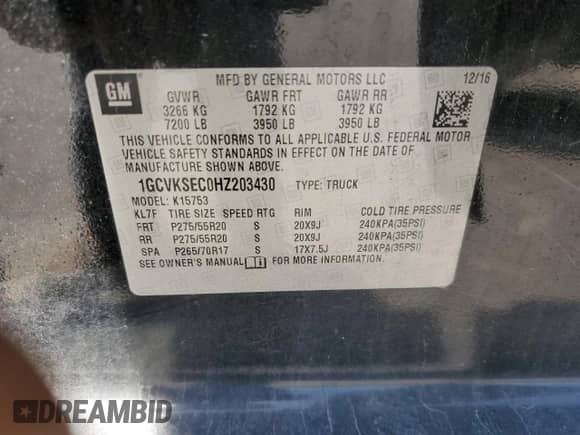 GM
MFD BY GENERAL MOTORS LLC 12/16
GVWR GAWR FRT GAWR RR
3266 KG 1792 KG 1792 KG
7200 LB 3950 LB 3950 LB
THIS VEHICLE CONFORMS TO ALL APPLICABLE U.S. FEDERAL MOTOR
VEHICLE SAFETY STANDARDS IN EFFECT ON THE DATE OF
MANUFACTURE SHOWN ABOVE.
1GCVKSEC0HZ203430 TYPE: TRUCK
MODEL: K15753
KL7F TIRE SIZE SPEED RTG RIM COLD TIRE PRESSURE
FRT P275/55R20 S 20X9J 240KPA(35PSI)
RR P275/55R20 S 20X9J 240KPA(35PSI)
SPA P265/70R17 S 17X7.5J 240KPA(35PSI)
SEE OWNER'S MANUAL FOR MORE INFORMATION.
DREAMBID